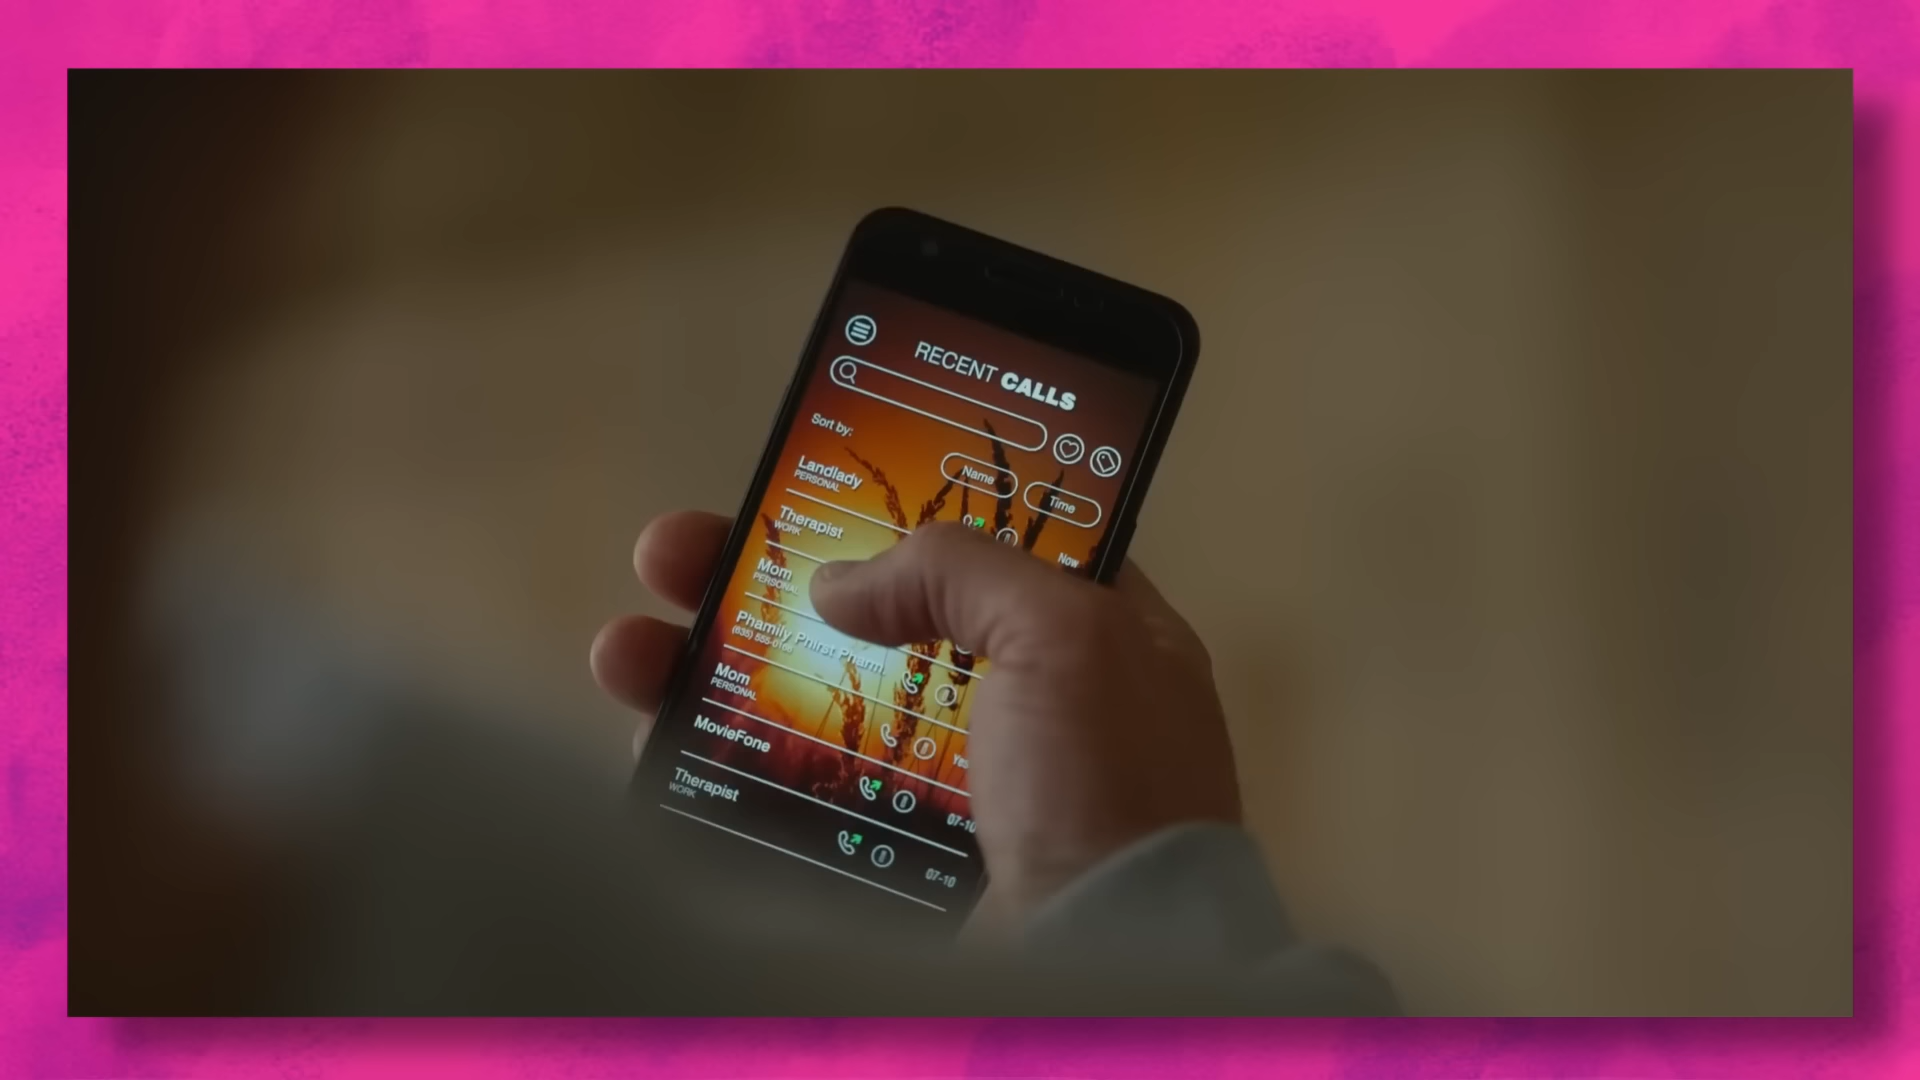 RECENT CALLS
Sort by:
Name
Time
Landlady
PERSONAL
Now
Therapist
WORK
Mom
PERSONAL
Phamily Phirst Pharm.
Mom
PERSONAL
Yes
MovieFone
07-10
Therapist
WORK
07-10